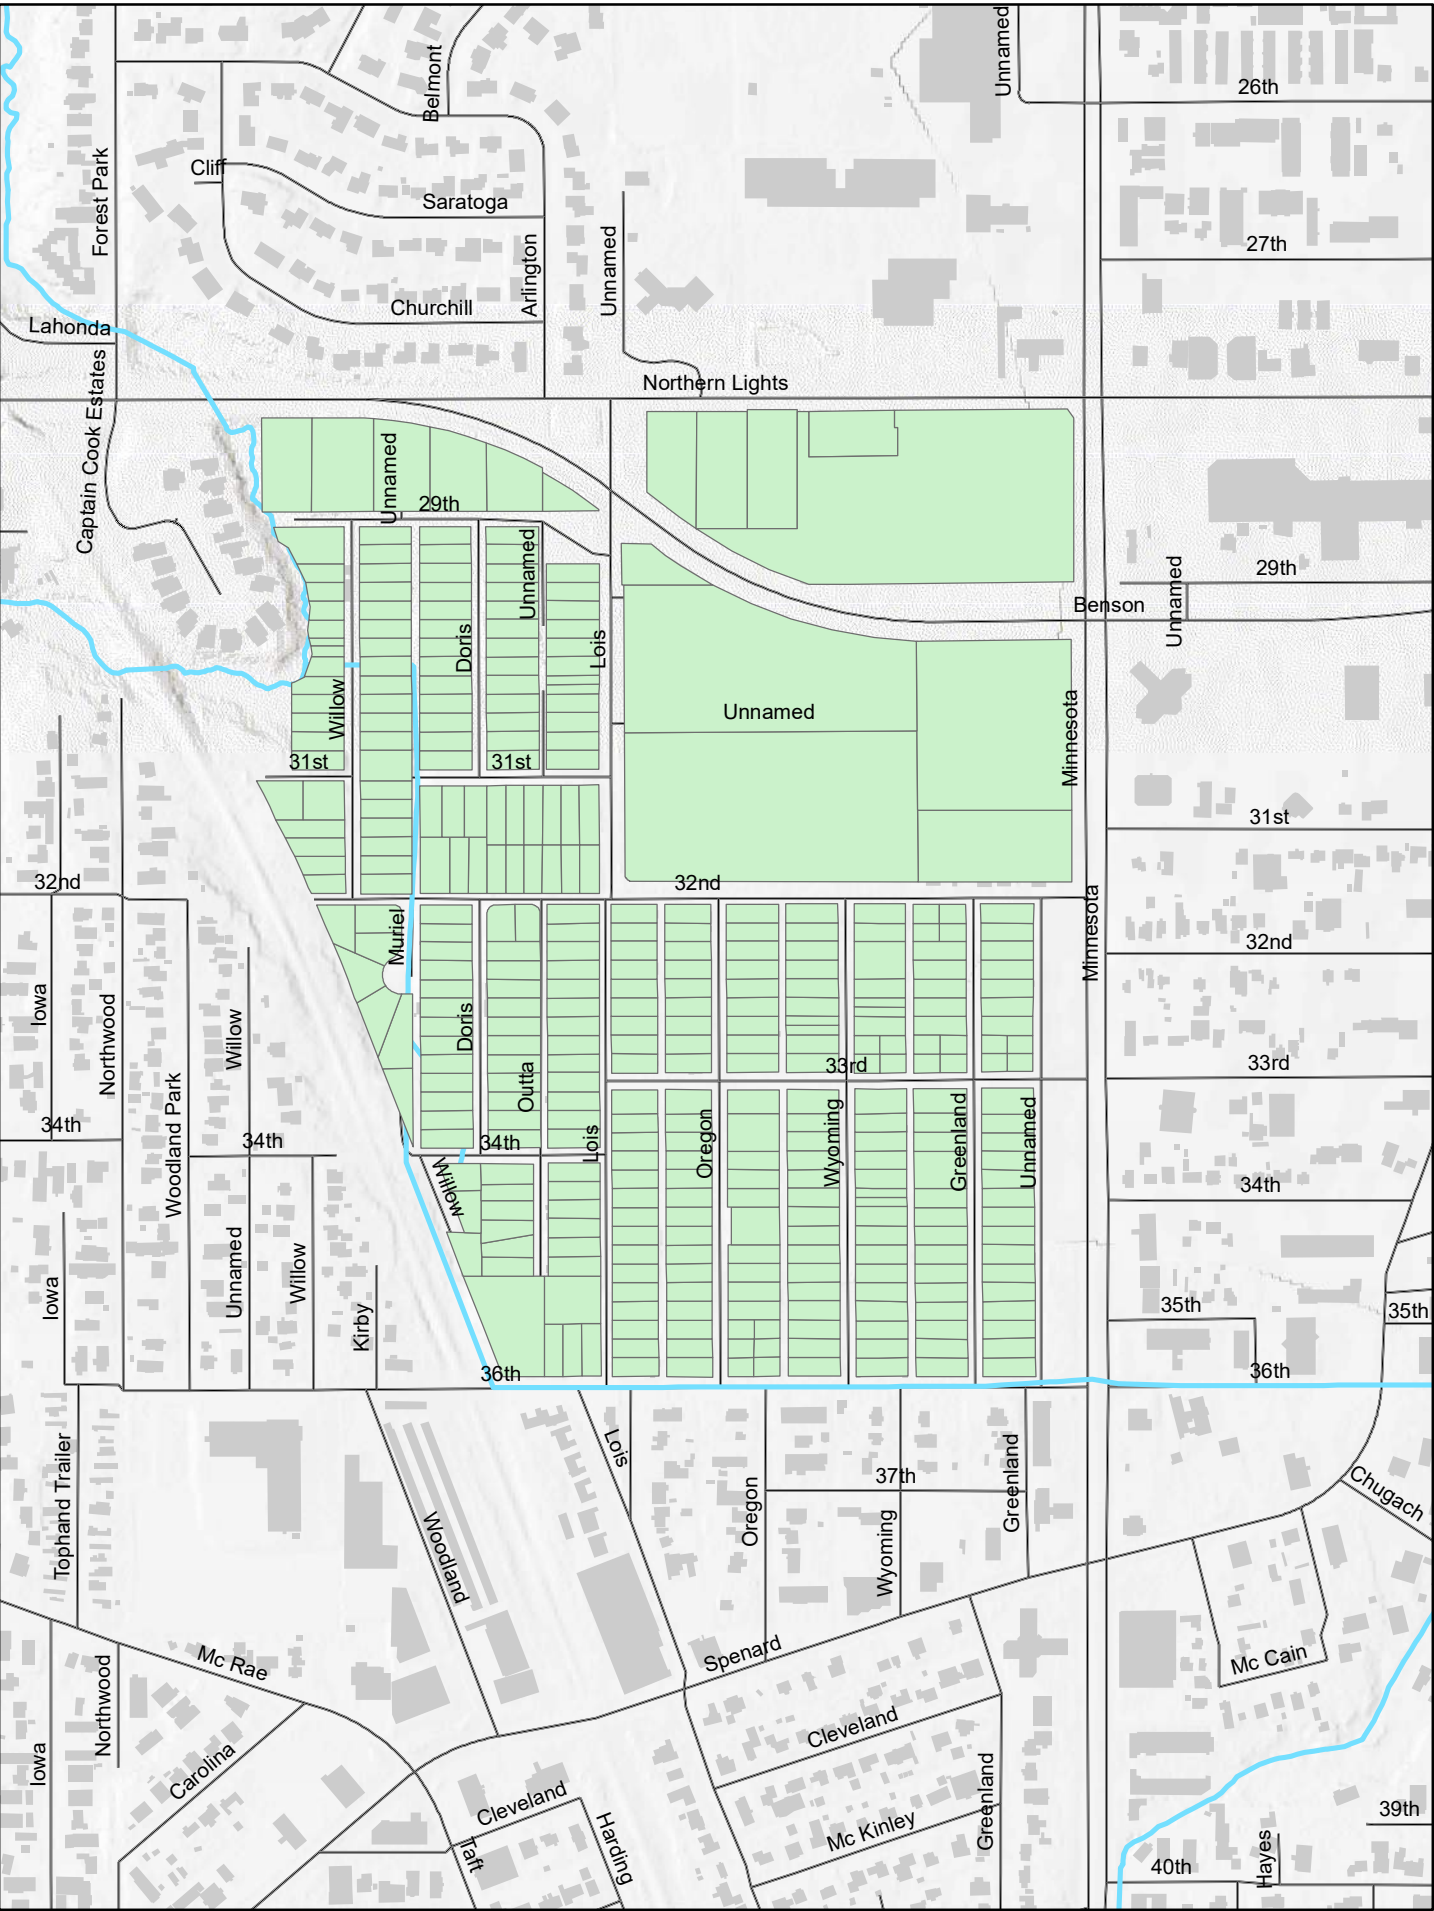 Unnamed
Belmont
26th
Forest Park
Cliff
Saratoga
27th
Arlington
Unnamed
Churchill
Lahonda
Northern Lights
Captain Cook Estates
Unnamed
29th
Unnamed
29th
Unnamed
Benson
Doris
Lois
Willow
Unnamed
Minnesota
31st
31st
31st
32nd
32nd
Muriel
Minnesota
32nd
Iowa
Northwood
Willow
Doris
Outta
33rd
33rd
Woodland Park
34th
34th
34th
Lois
Oregon
Wyoming
Greenland
Unnamed
Willow
34th
Iowa
Unnamed
Willow
Kirby
35th
35th
36th
36th
Tophand Trailer
Lois
37th
Oregon
Wyoming
Greenland
Chugach
Woodland
Mc Rae
Spenard
Mc Cain
Northwood
Iowa
Carolina
Cleveland
Cleveland
Greenland
Taft
Harding
Mc Kinley
39th
40th
Hayes